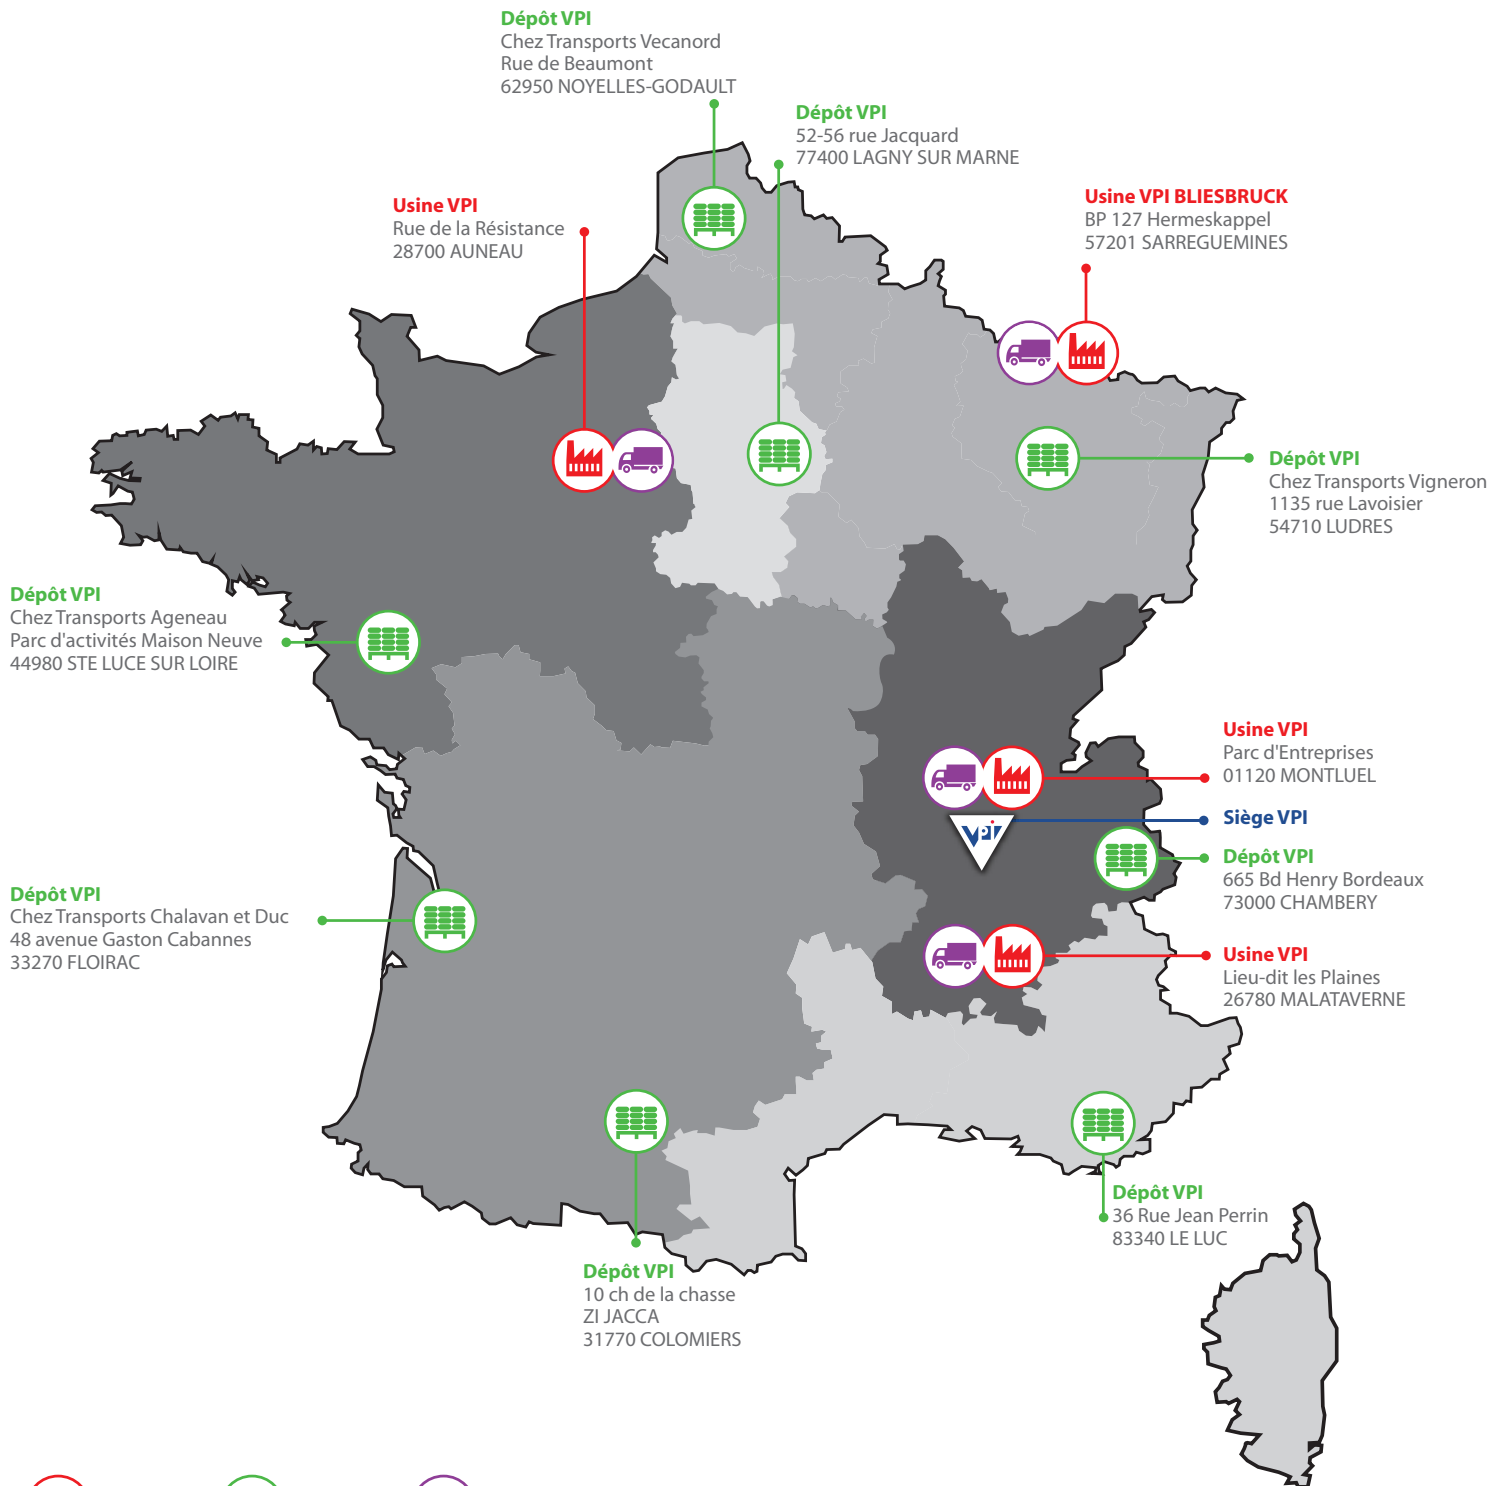 Dépôt VPI
Chez Transports Vecanord
Rue de Beaumont
62950 NOYELLES-GODAULT
Dépôt VPI
52-56 rue Jacquard
77400 LAGNY SUR MARNE
Usine VPI
Rue de la Résistance
28700 AUNEAU
Usine VPI BLIESBRUCK
BP 127 Hermeskappel
57201 SARREGUEMINES
Dépôt VPI
Chez Transports Vigneron
1135 rue Lavoisier
54710 LUDRES
Dépôt VPI
Chez Transports Ageneau
Parc d'activités Maison Neuve
44980 STE LUCE SUR LOIRE
Usine VPI
Parc d'Entreprises
01120 MONTLUEL
Siège VPI
VPI
Dépôt VPI
665 Bd Henry Bordeaux
73000 CHAMBERY
Dépôt VPI
Chez Transports Chalavan et Duc
48 avenue Gaston Cabannes
33270 FLOIRAC
Usine VPI
Lieu-dit les Plaines
26780 MALATAVERNE
Dépôt VPI
36 Rue Jean Perrin
83340 LE LUC
Dépôt VPI
10 ch de la chasse
ZI JACCA
31770 COLOMIERS